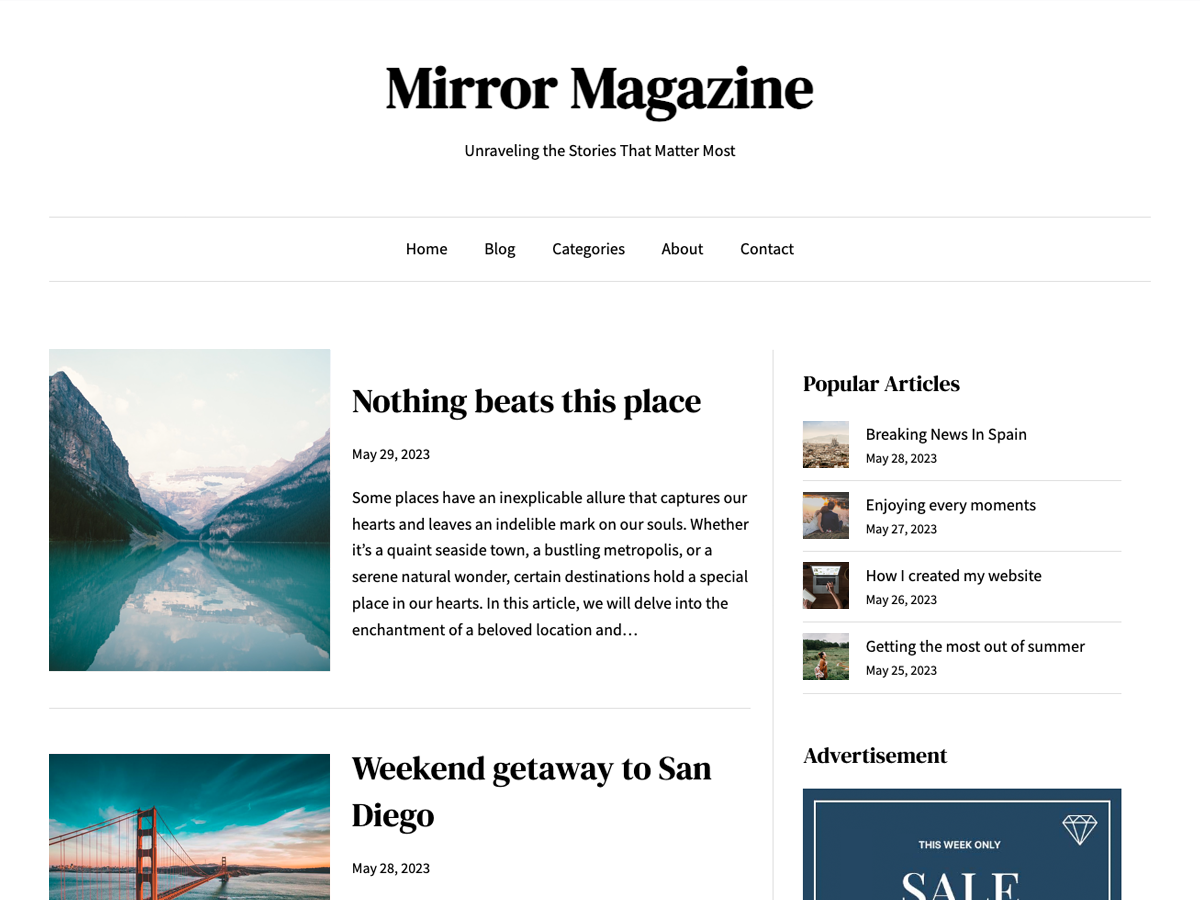 Mirror Magazine
Unraveling the Stories That Matter Most
Home Blog Categories About Contact
Nothing beats this place
May 29, 2023
Some places have an inexplicable allure that captures our
hearts and leaves an indelible mark on our souls. Whether
it’s a quaint seaside town, a bustling metropolis, or a
serene natural wonder, certain destinations hold a special
place in our hearts. In this article, we will delve into the
enchantment of a beloved location and…
Weekend getaway to San
Diego
May 28, 2023
Popular Articles
Breaking News In Spain
May 28, 2023
Enjoying every moments
May 27, 2023
How I created my website
May 26, 2023
Getting the most out of summer
May 25, 2023
Advertisement
THIS WEEK ONLY
SALE